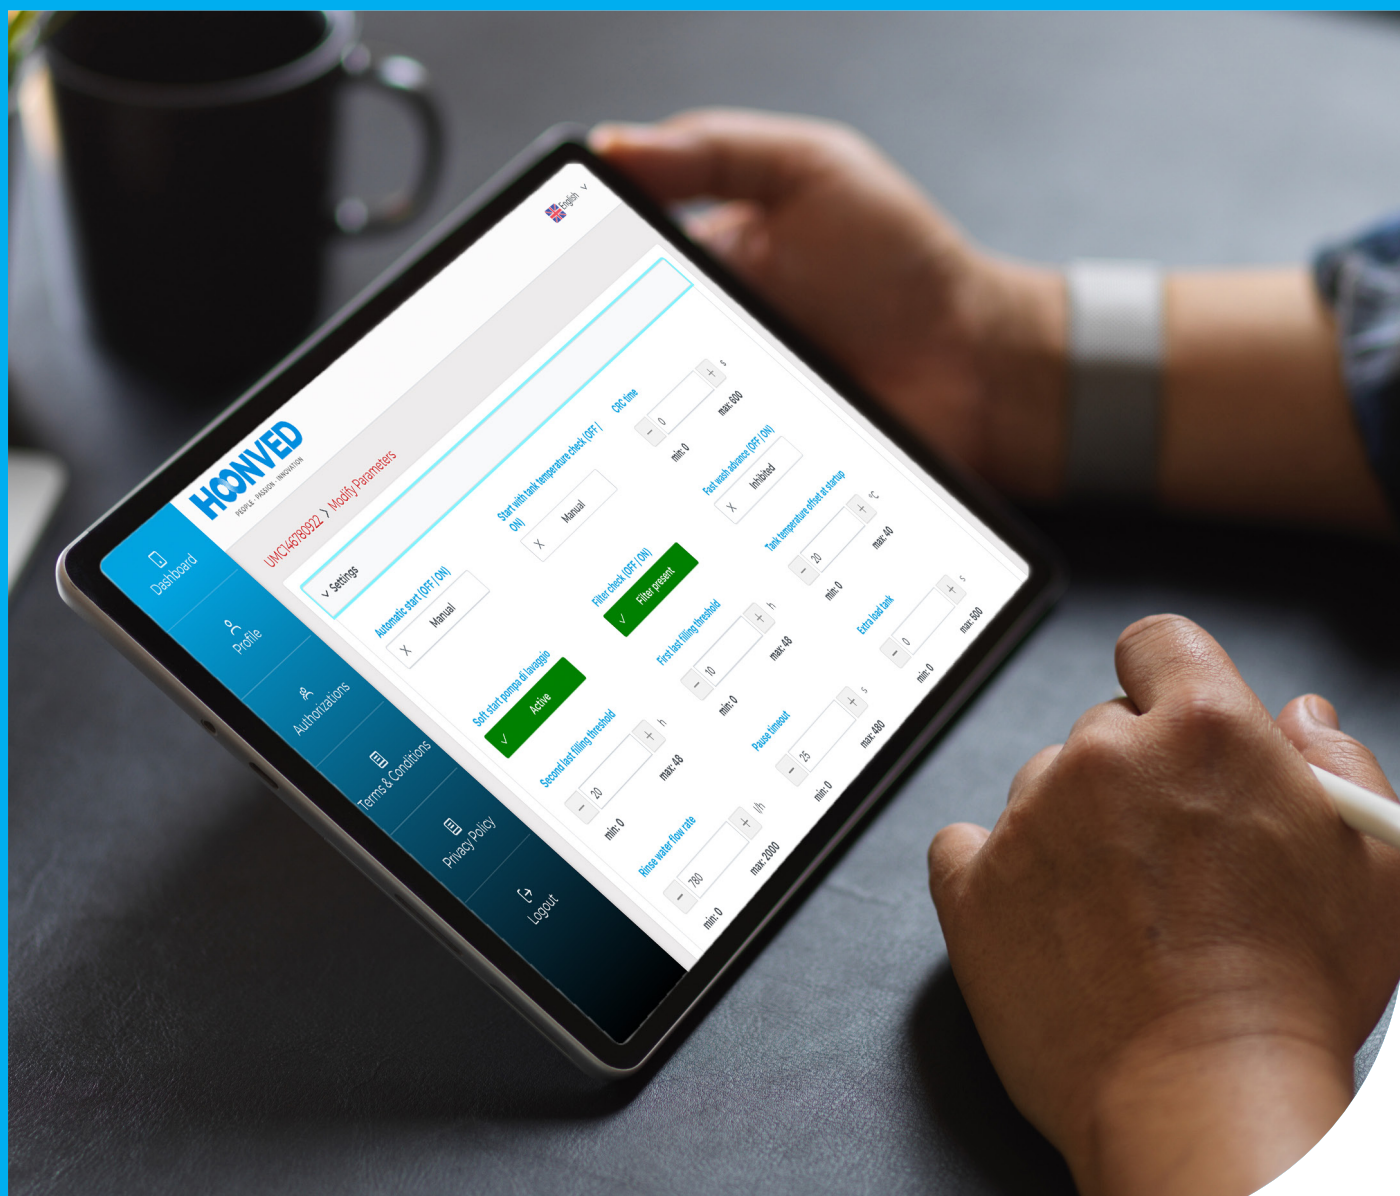 English
HOONVED
PEOPLE · PASSION · INNOVATION
Dashboard
Profile
Authorizations
Terms & Conditions
Privacy Policy
Logout
UMC146780922 > Modify Parameters
Settings
Automatic start (OFF | ON)
X Manual
Start with tank temperature check (OFF |
ON)
X Manual
CRC time
- 0 + s
min: 0 max: 600
Soft start pompa di lavaggio
✓ Active
Filter check (OFF | ON)
✓ Filter present
Fast wash advance (OFF | ON)
X Inhibited
Second last filling threshold
- 20 + h
min: 0 max: 48
First last filling threshold
- 10 + h
min: 0 max: 48
Tank temperature offset at startup
- 20 + °C
min: 0 max: 40
Rinse water flow rate
- 780 + l/h
min: 0 max: 2000
Pause timeout
- 25 + s
min: 0 max: 480
Extra load tank
- 0 + s
min: 0 max: 600